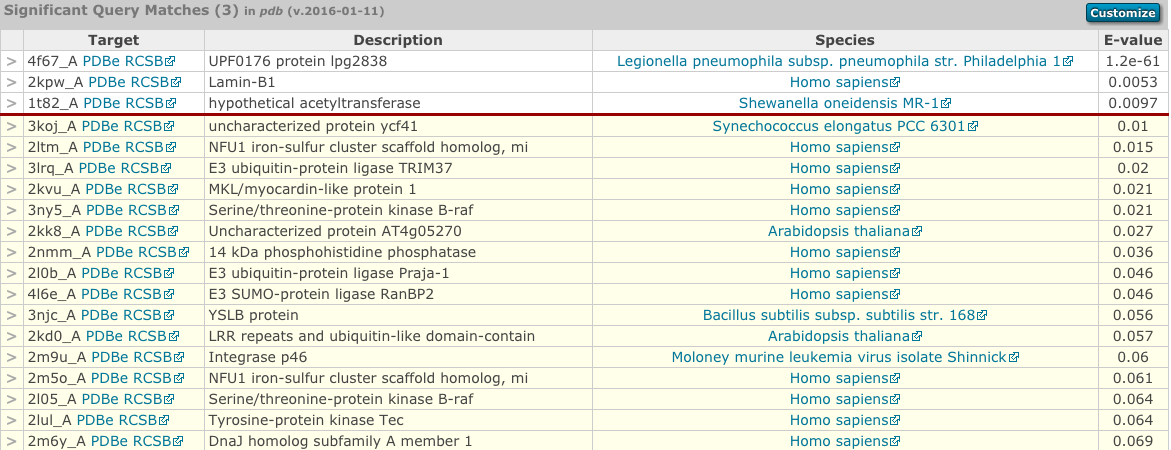 Significant Query Matches (3) in pdb (v.2016-01-11) Customize
Target Description Species E-value
> 4f67_A PDBe RCSB UPF0176 protein lpg2838 Legionella pneumophila subsp. pneumophila str. Philadelphia 1 1.2e-61
> 2kpw_A PDBe RCSB Lamin-B1 Homo sapiens 0.0053
> 1t82_A PDBe RCSB hypothetical acetyltransferase Shewanella oneidensis MR-1 0.0097
> 3koj_A PDBe RCSB uncharacterized protein ycf41 Synechococcus elongatus PCC 6301 0.01
> 2ltm_A PDBe RCSB NFU1 iron-sulfur cluster scaffold homolog, mi Homo sapiens 0.015
> 3lrq_A PDBe RCSB E3 ubiquitin-protein ligase TRIM37 Homo sapiens 0.02
> 2kvu_A PDBe RCSB MKL/myocardin-like protein 1 Homo sapiens 0.021
> 3ny5_A PDBe RCSB Serine/threonine-protein kinase B-raf Homo sapiens 0.021
> 2kk8_A PDBe RCSB Uncharacterized protein AT4g05270 Arabidopsis thaliana 0.027
> 2nmm_A PDBe RCSB 14 kDa phosphohistidine phosphatase Homo sapiens 0.036
> 2l0b_A PDBe RCSB E3 ubiquitin-protein ligase Praja-1 Homo sapiens 0.046
> 4l6e_A PDBe RCSB E3 SUMO-protein ligase RanBP2 Homo sapiens 0.046
> 3njc_A PDBe RCSB YSLB protein Bacillus subtilis subsp. subtilis str. 168 0.056
> 2kd0_A PDBe RCSB LRR repeats and ubiquitin-like domain-contain Arabidopsis thaliana 0.057
> 2m9u_A PDBe RCSB Integrase p46 Moloney murine leukemia virus isolate Shinnick 0.06
> 2m5o_A PDBe RCSB NFU1 iron-sulfur cluster scaffold homolog, mi Homo sapiens 0.061
> 2l05_A PDBe RCSB Serine/threonine-protein kinase B-raf Homo sapiens 0.064
> 2lul_A PDBe RCSB Tyrosine-protein kinase Tec Homo sapiens 0.064
> 2m6y_A PDBe RCSB DnaJ homolog subfamily A member 1 Homo sapiens 0.069